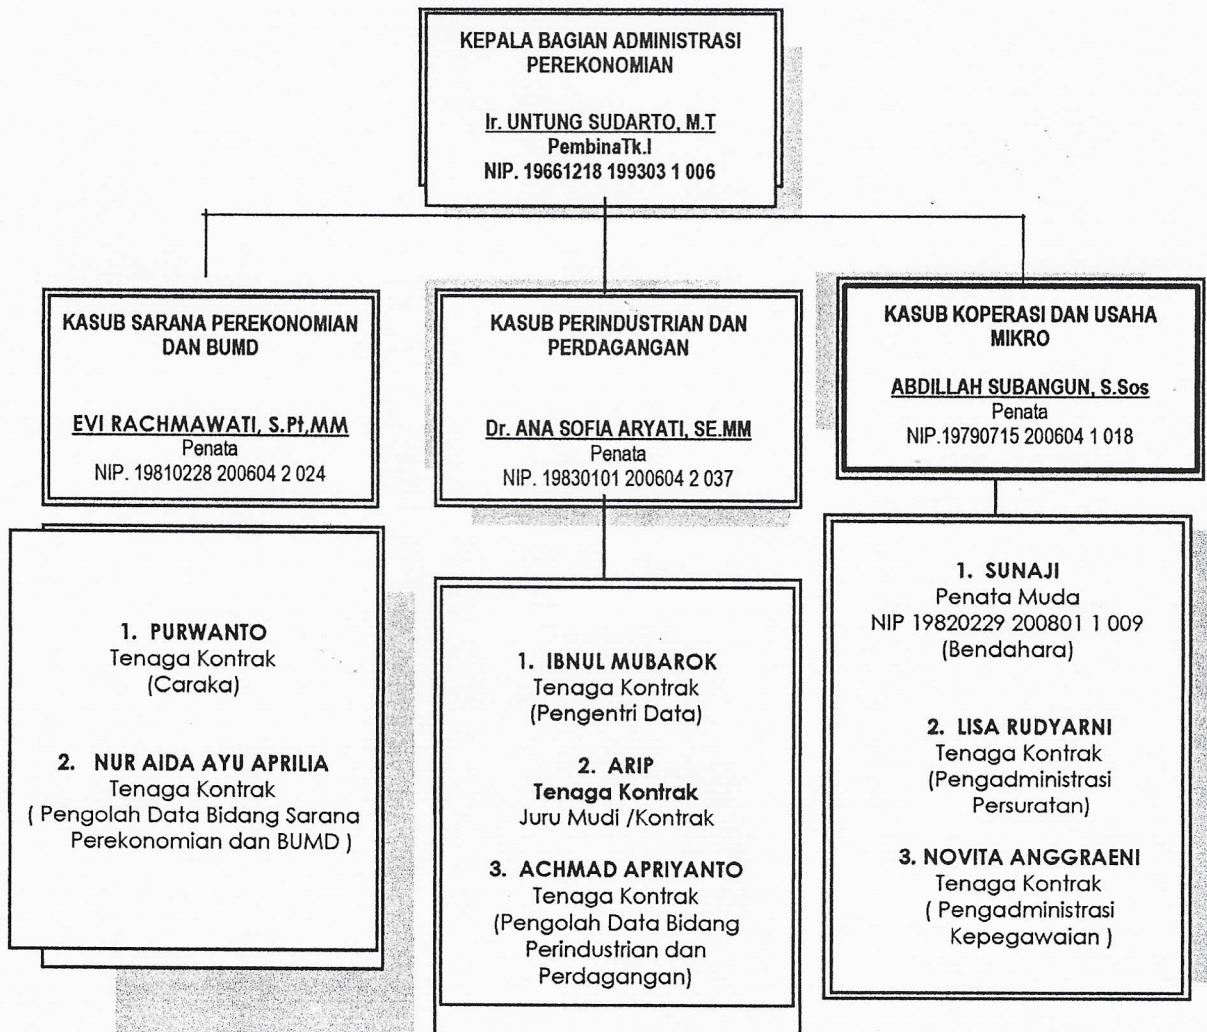 KEPALA BAGIAN ADMINISTRASI
PEREKONOMIAN
Ir. UNTUNG SUDARTO, M.T
PembinaTk.I
NIP. 19661218 199303 1 006
KASUB SARANA PEREKONOMIAN
DAN BUMD
EVI RACHMAWATI, S.Pt,MM
Penata
NIP. 19810228 200604 2 024
KASUB PERINDUSTRIAN DAN
PERDAGANGAN
Dr. ANA SOFIA ARYATI, SE.MM
Penata
NIP. 19830101 200604 2 037
KASUB KOPERASI DAN USAHA
MIKRO
ABDILLAH SUBANGUN, S.Sos
Penata
NIP.19790715 200604 1 018
1. PURWANTO
Tenaga Kontrak
(Caraka)
2. NUR AIDA AYU APRILIA
Tenaga Kontrak
( Pengolah Data Bidang Sarana
Perekonomian dan BUMD )
1. IBNUL MUBAROK
Tenaga Kontrak
(Pengentri Data)
2. ARIP
Tenaga Kontrak
Juru Mudi /Kontrak
3. ACHMAD APRIYANTO
Tenaga Kontrak
(Pengolah Data Bidang
Perindustrian dan
Perdagangan)
1. SUNAJI
Penata Muda
NIP 19820229 200801 1 009
(Bendahara)
2. LISA RUDYARNI
Tenaga Kontrak
(Pengadministrasi
Persuratan)
3. NOVITA ANGGRAENI
Tenaga Kontrak
( Pengadministrasi
Kepegawaian )